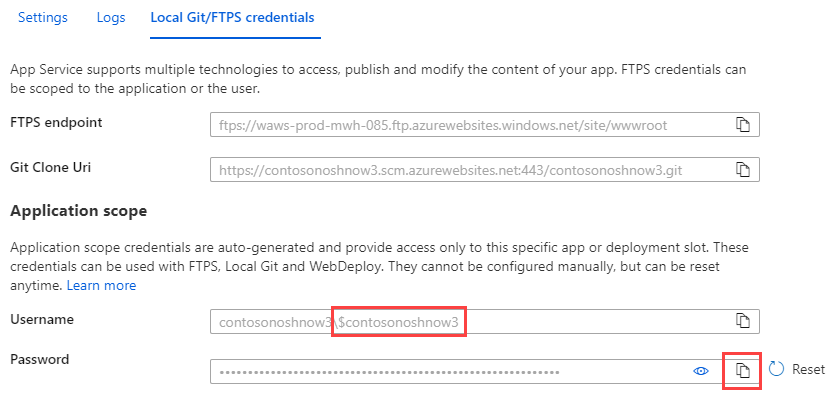 Settings Logs Local Git/FTPS credentials
App Service supports multiple technologies to access, publish and modify the content of your app. FTPS credentials can
be scoped to the application or the user.
FTPS endpoint ftps://waws-prod-mwh-085.ftp.azurewebsites.windows.net/site/wwwroot
Git Clone Uri https://contosonoshnow3.scm.azurewebsites.net:443/contosonoshnow3.git
Application scope
Application scope credentials are auto-generated and provide access only to this specific app or deployment slot. These
credentials can be used with FTPS, Local Git and WebDeploy. They cannot be configured manually, but can be reset
anytime. Learn more
Username contosonoshnow3\$contosonoshnow3
Password Reset